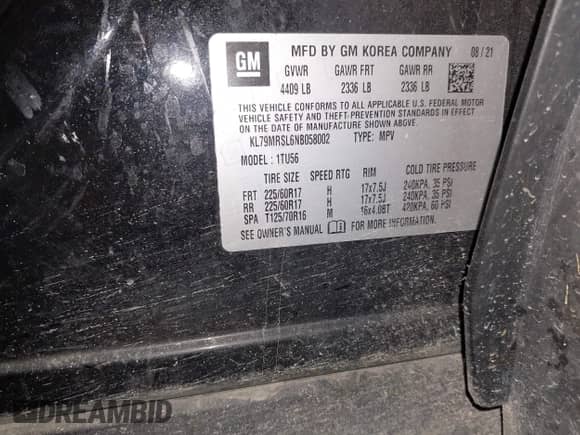 GM
MFD BY GM KOREA COMPANY 08 / 21
GVWR GAWR FRT GAWR RR
4409 LB 2336 LB 2336 LB
THIS VEHICLE CONFORMS TO ALL APPLICABLE U.S. FEDERAL MOTOR
VEHICLE SAFETY AND THEFT-PREVENTION STANDARDS IN EFFECT
ON THE DATE OF MANUFACTURE SHOWN ABOVE.
KL79MRSL6NB058002 TYPE: MPV
MODEL: 1TU56
TIRE SIZE SPEED RTG RIM COLD TIRE PRESSURE
FRT 225/60R17 H 17x7.5J 240KPA, 35 PSI
RR 225/60R17 H 17x7.5J 240KPA, 35 PSI
SPA T125/70R16 M 16x4.0BT 420KPA, 60 PSI
SEE OWNER'S MANUAL FOR MORE INFORMATION.
DREAMBID